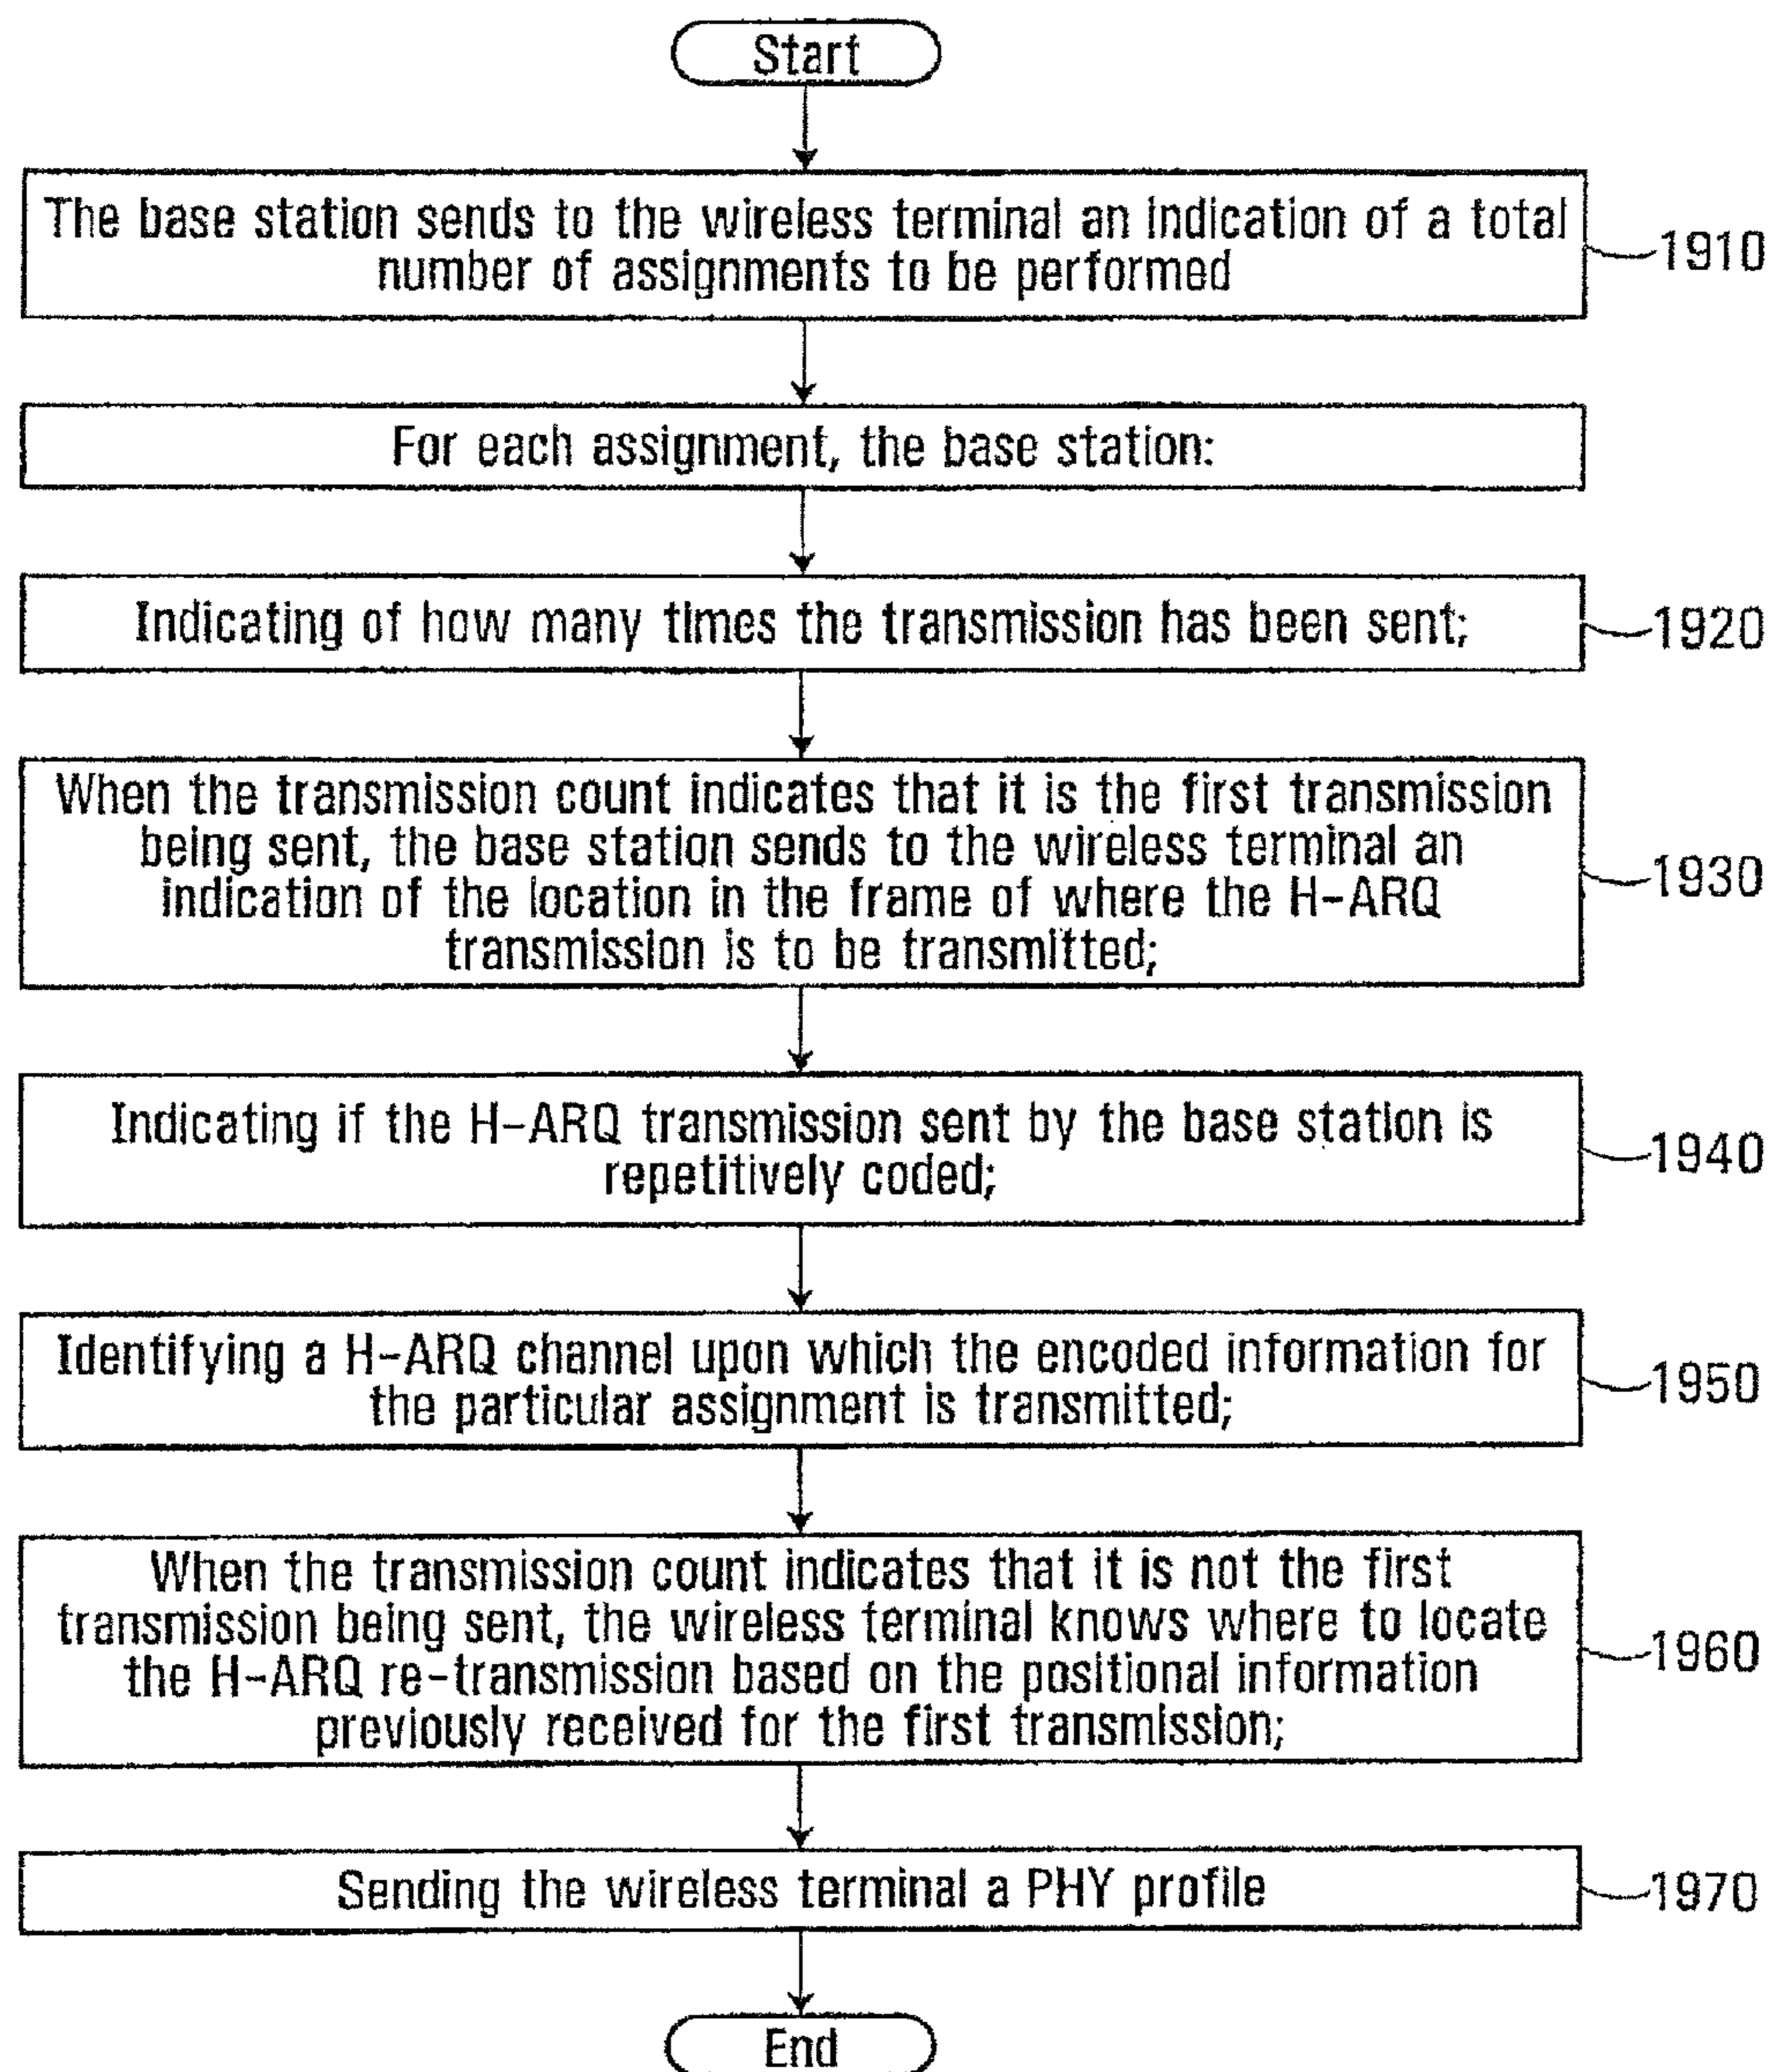 Start
The base station sends to the wireless terminal an indication of a total
number of assignments to be performed
1910
For each assignment, the base station:
Indicating of how many times the transmission has been sent;
1920
When the transmission count indicates that it is the first transmission
being sent, the base station sends to the wireless terminal an
indication of the location in the frame of where the H-ARQ
transmission is to be transmitted;
1930
Indicating if the H-ARQ transmission sent by the base station is
repetitively coded;
1940
Identifying a H-ARQ channel upon which the encoded information for
the particular assignment is transmitted;
1950
When the transmission count indicates that it is not the first
transmission being sent, the wireless terminal knows where to locate
the H-ARQ re-transmission based on the positional information
previously received for the first transmission;
1960
Sending the wireless terminal a PHY profile
1970
End